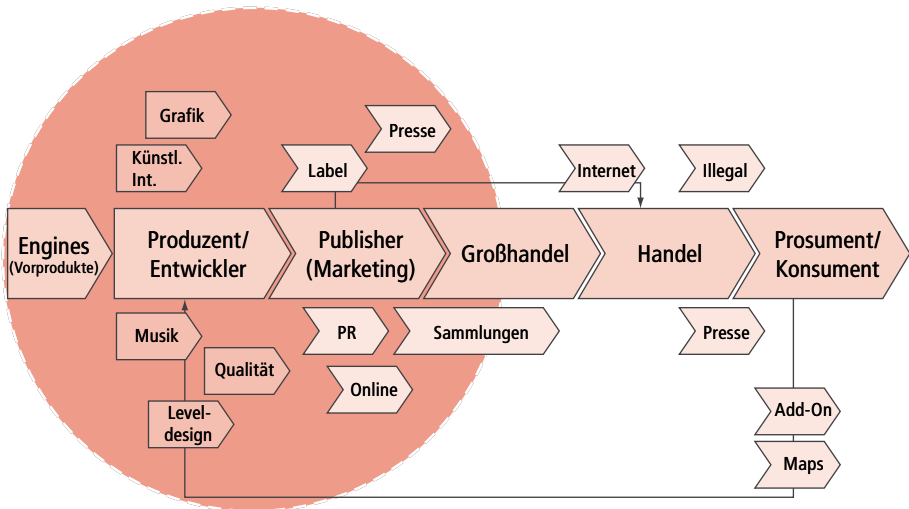 Grafik
Presse
Künstl.
Int.
Label
Internet
Illegal
Engines
(Vorprodukte)
Produzent/
Entwickler
Publisher
(Marketing)
Großhandel
Handel
Prosument/
Konsument
Musik
PR
Sammlungen
Presse
Qualität
Online
Level-
design
Add-On
Maps